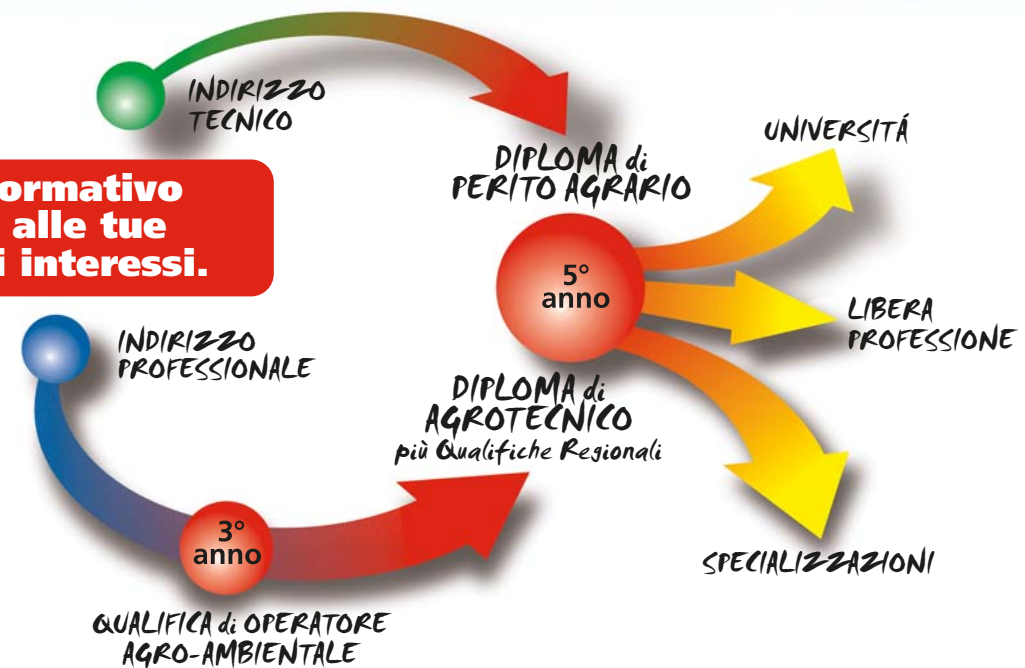 INDIRIZZO
TECNICO
ormativo
alle tue
i interessi.
INDIRIZZO
PROFESSIONALE
3°
anno
QUALIFICA di OPERATORE
AGRO-AMBIENTALE
DIPLOMA di
PERITO AGRARIO
5°
anno
DIPLOMA di
AGROTECNICO
più Qualifiche Regionali
UNIVERSITÁ
LIBERA
PROFESSIONE
SPECIALIZZAZIONI